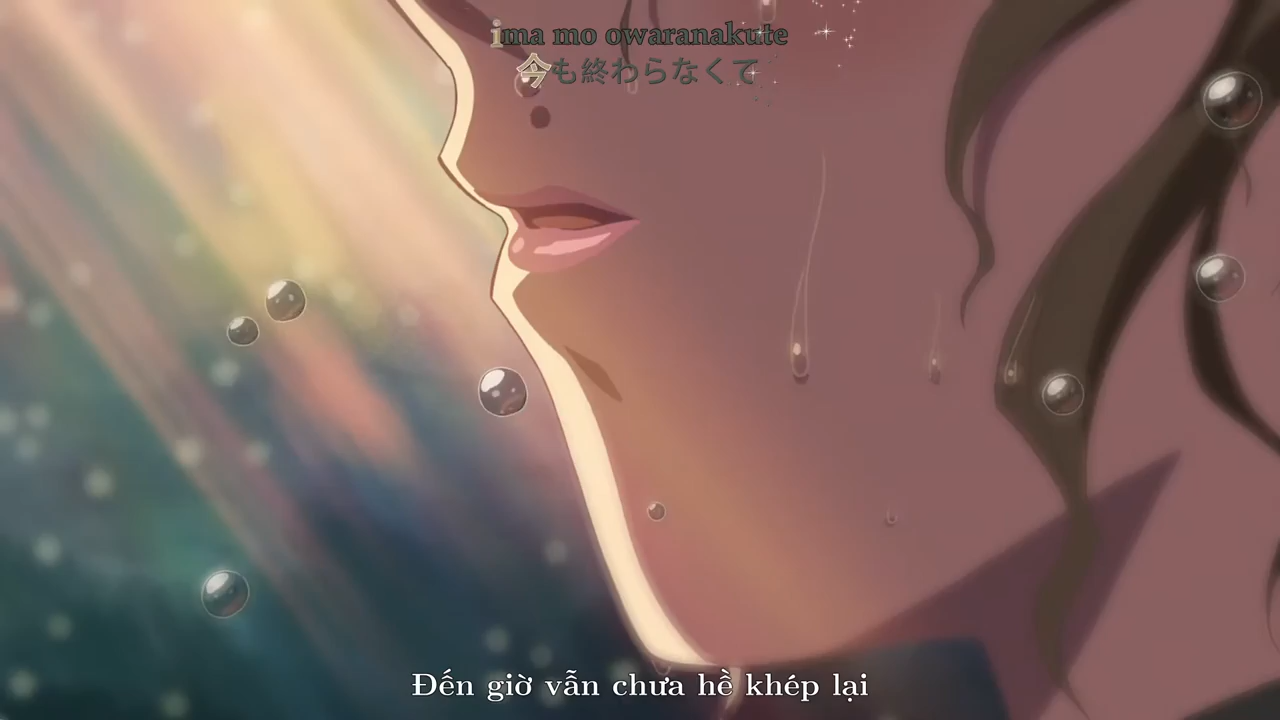 ima mo owaranakute
今も終わらなくて
Đến giờ vẫn chưa hề khép lại